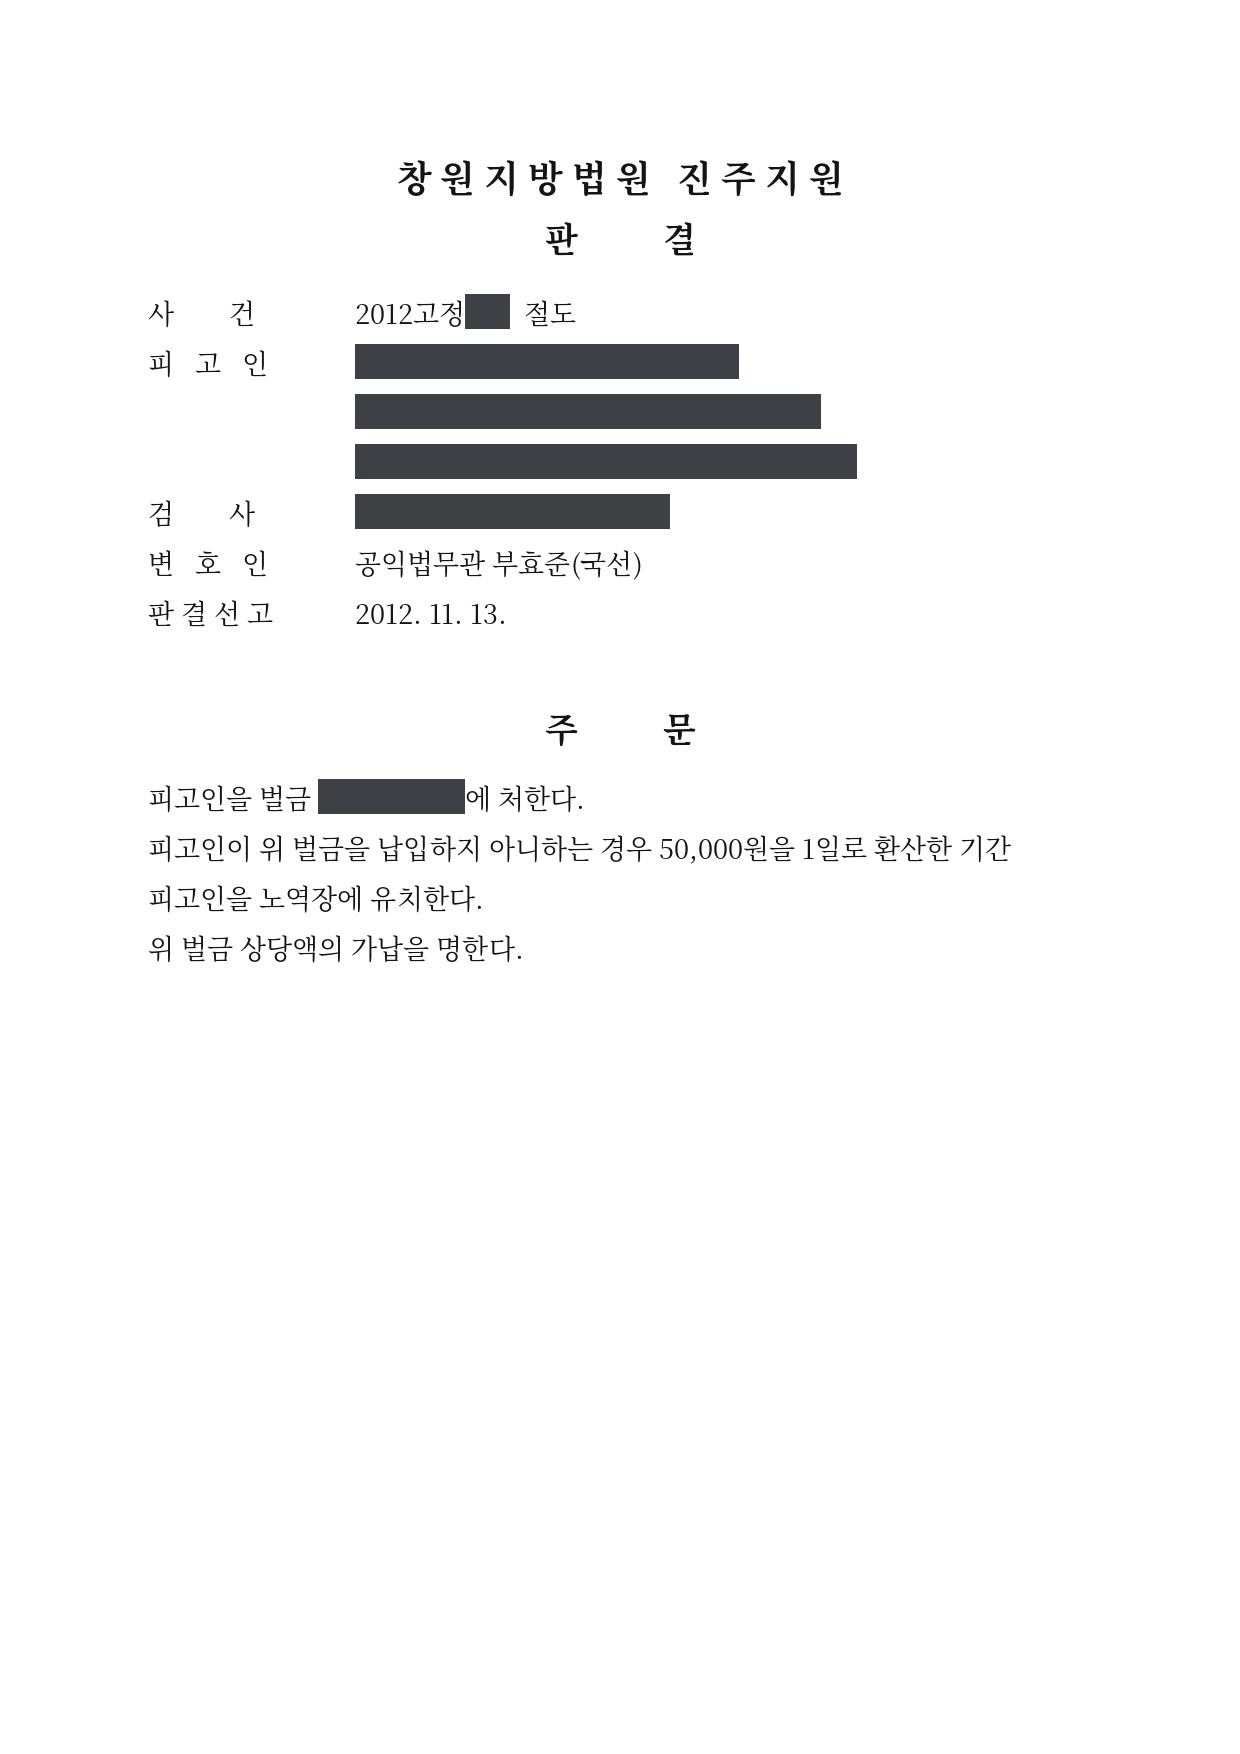 창원지방법원 진주지원
판 결
사 건 2012고정 절도
피 고 인
검 사
변 호 인 공익법무관 부효준(국선)
판결선고 2012. 11. 13.
주 문
피고인을 벌금 에 처한다.
피고인이 위 벌금을 납입하지 아니하는 경우 50,000원을 1일로 환산한 기간
피고인을 노역장에 유치한다.
위 벌금 상당액의 가납을 명한다.